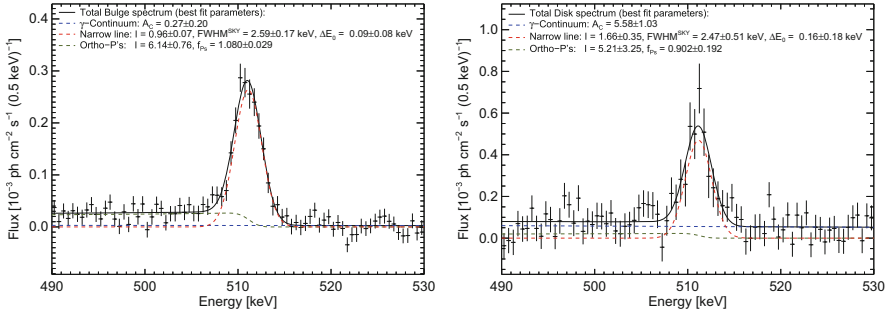 Total Bulge spectrum (best fit parameters):
γ-Continuum: A_C = 0.27±0.20
Narrow line: I = 0.96±0.07, FWHM^SKY = 2.59±0.17 keV, ΔE_0 = 0.09±0.08 keV
Ortho-P's: I = 6.14±0.76, f_Ps = 1.080±0.029
0.3
0.2
0.1
0.0
Flux [10^-3 ph cm^-2 s^-1 (0.5 keV)^-1]
490 500 510 520 530
Energy [keV]
Total Disk spectrum (best fit parameters):
γ-Continuum: A_C = 5.58±1.03
Narrow line: I = 1.66±0.35, FWHM^SKY = 2.47±0.51 keV, ΔE_0 = 0.16±0.18 keV
Ortho-P's: I = 5.21±3.25, f_Ps = 0.902±0.192
1.0
0.8
0.6
0.4
0.2
0.0
Flux [10^-3 ph cm^-2 s^-1 (0.5 keV)^-1]
490 500 510 520 530
Energy [keV]